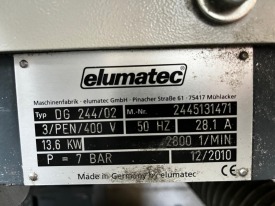 elumatec
Maschinenfabrik - elumatec GmbH - Pinacher Straße 61 - 75417 Mühlacker
Typ DG 244/02 M.-Nr. 2445131471
3/PEN/400 V 50 HZ 28.1 A
13.6 KW 2800 1/min
P = 7 BAR 12/2010
Made in Germany by elumatec